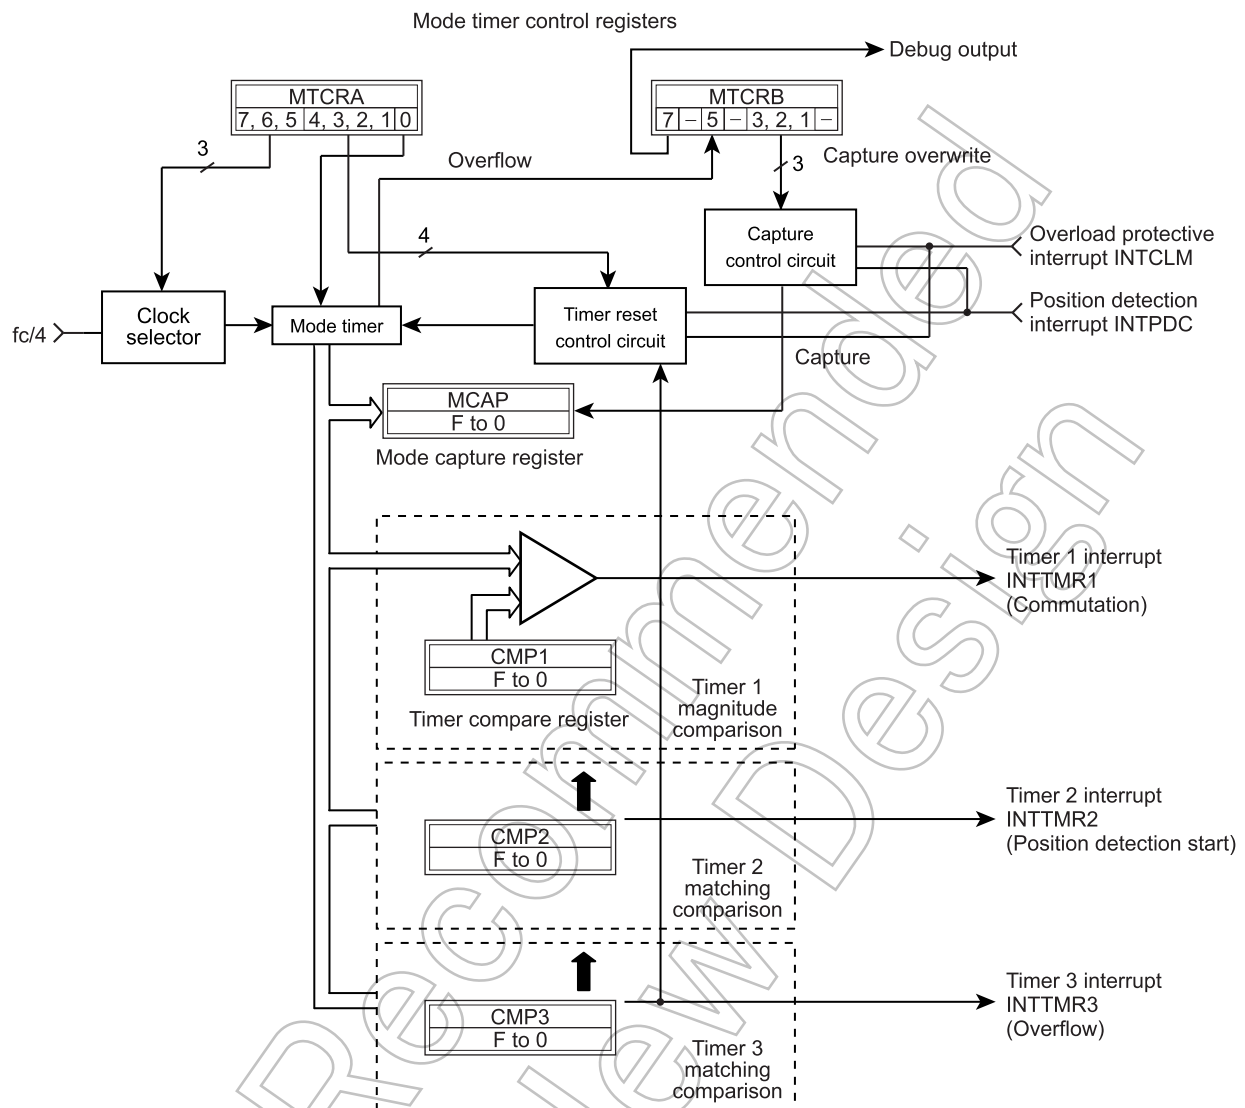 Mode timer control registers
Debug output
MTCRA
7, 6, 5 4, 3, 2, 1 0
MTCRB
7 – 5 – 3, 2, 1 –
3
Overflow
3
Capture overwrite
4
Capture
control circuit
Overload protective
interrupt INTCLM
fc/4
Clock
selector
Mode timer
Timer reset
control circuit
Position detection
interrupt INTPDC
Capture
MCAP
F to 0
Mode capture register
Timer 1 interrupt
INTTMR1
(Commutation)
CMP1
F to 0
Timer compare register
Timer 1
magnitude
comparison
Timer 2 interrupt
INTTMR2
(Position detection start)
CMP2
F to 0
Timer 2
matching
comparison
Timer 3 interrupt
INTTMR3
(Overflow)
CMP3
F to 0
Timer 3
matching
comparison
Recommended
New Design